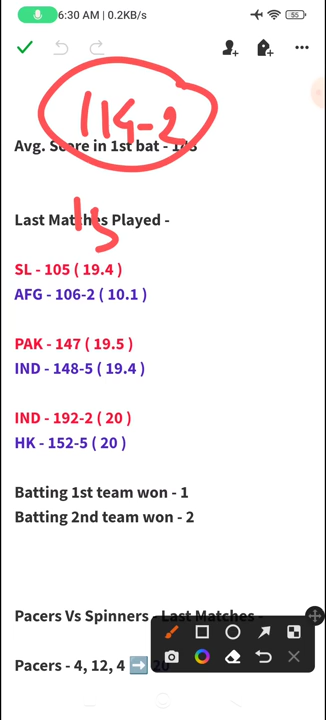 6:30 AM | 0.2KB/s
55
114-2
Avg. Score in 1st bat -
Last Matches Played -
15
SL - 105 ( 19.4 )
AFG - 106-2 ( 10.1 )
PAK - 147 ( 19.5 )
IND - 148-5 ( 19.4 )
IND - 192-2 ( 20 )
HK - 152-5 ( 20 )
Batting 1st team won - 1
Batting 2nd team won - 2
Pacers Vs Spinners - Last Matches -
Pacers - 4, 12, 4 ➡️ 20